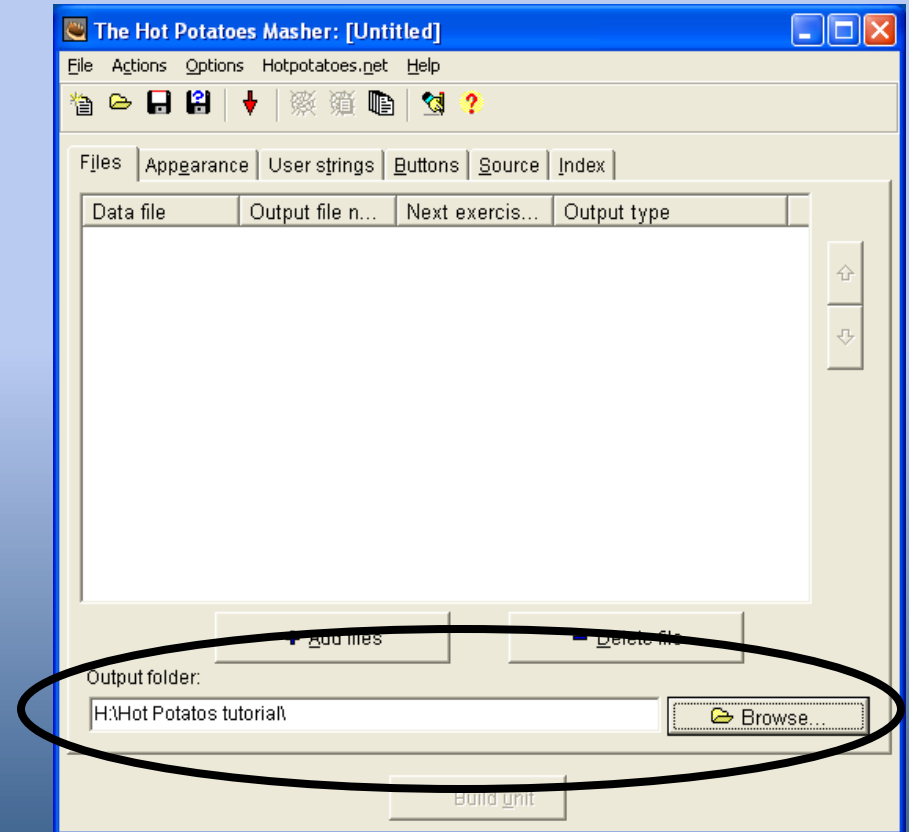 The Hot Potatoes Masher: [Untitled]
File Actions Options Hotpotatoes.net Help
Files Appearance User strings Buttons Source Index
Data file Output file n... Next exercis... Output type
Add files Delete file
Output folder:
H:\Hot Potatos tutorial\ Browse...
Build unit